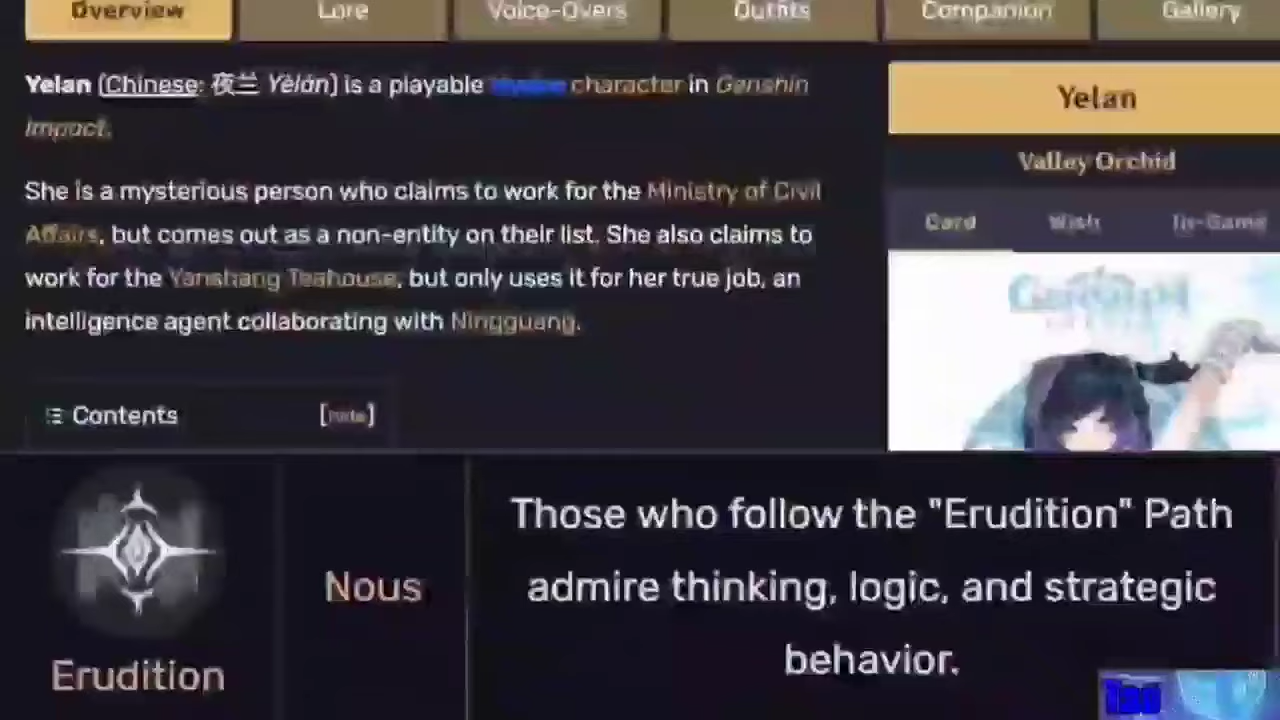 Overview Lore Voice-Overs Outfits Companion Gallery
Yelan (Chinese: 夜兰 Yèlán) is a playable character in Genshin
Impact.
She is a mysterious person who claims to work for the Ministry of Civil
Affairs, but comes out as a non-entity on their list. She also claims to
work for the Yanshang Teahouse, but only uses it for her true job, an
intelligence agent collaborating with Ningguang.
Contents [hide]
Yelan
Valley Orchid
Card Wish In-Game
Genshin
Erudition
Nous
Those who follow the "Erudition" Path
admire thinking, logic, and strategic
behavior.